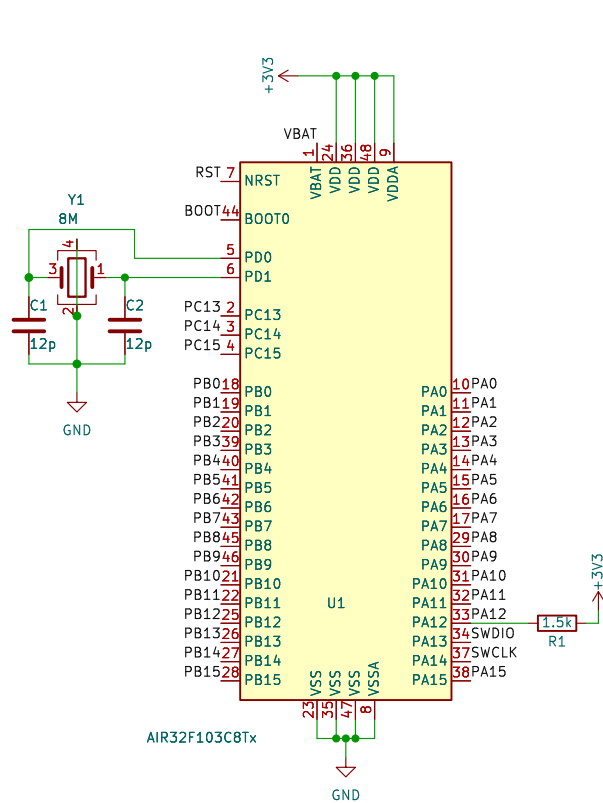 +3V3
VBAT
1 24 36 48 9
VBAT VDD VDD VDD VDDA
RST 7 NRST
BOOT 44 BOOT0
Y1
8M
4
3 1
2
5 PD0
6 PD1
C1
12p
C2
12p
GND
PC13 2 PC13
PC14 3 PC14
PC15 4 PC15
PB0 18 PB0
PB1 19 PB1
PB2 20 PB2
PB3 39 PB3
PB4 40 PB4
PB5 41 PB5
PB6 42 PB6
PB7 43 PB7
PB8 45 PB8
PB9 46 PB9
PB10 21 PB10
PB11 22 PB11
PB12 25 PB12
PB13 26 PB13
PB14 27 PB14
PB15 28 PB15
PA0 10 PA0
PA1 11 PA1
PA2 12 PA2
PA3 13 PA3
PA4 14 PA4
PA5 15 PA5
PA6 16 PA6
PA7 17 PA7
PA8 29 PA8
PA9 30 PA9
PA10 31 PA10
PA11 32 PA11
PA12 33 PA12
PA13 34 SWDIO
PA14 37 SWCLK
PA15 38 PA15
U1
+3V3
1.5k
R1
VSS VSS VSS VSSA
23 35 47 8
AIR32F103C8Tx
GND